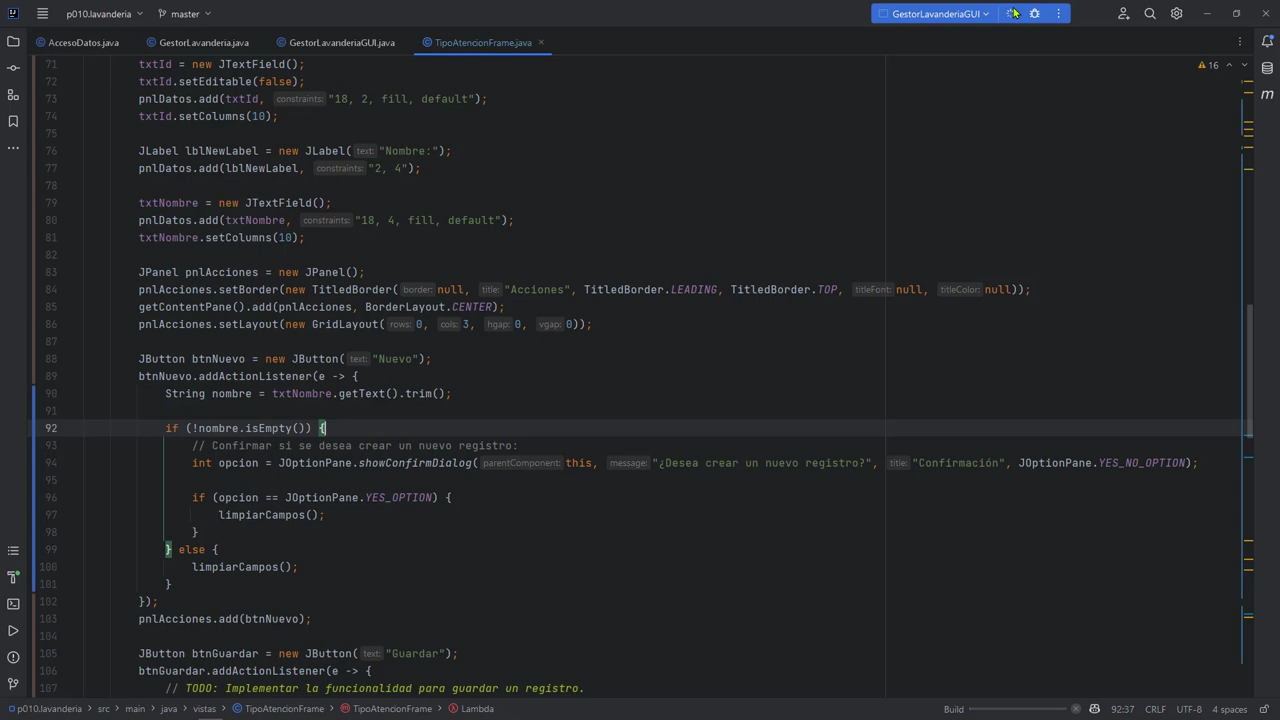 p010.lavanderia
master
GestorLavanderiaGUI
AccesoDatos.java
GestorLavanderia.java
GestorLavanderiaGUI.java
TipoAtencionFrame.java
16
71 txtId = new JTextField();
72 txtId.setEditable(false);
73 pnlDatos.add(txtId, constraints: "18, 2, fill, default");
74 txtId.setColumns(10);
75
76 JLabel lblNewLabel = new JLabel( text: "Nombre:");
77 pnlDatos.add(lblNewLabel, constraints: "2, 4");
78
79 txtNombre = new JTextField();
80 pnlDatos.add(txtNombre, constraints: "18, 4, fill, default");
81 txtNombre.setColumns(10);
82
83 JPanel pnlAcciones = new JPanel();
84 pnlAcciones.setBorder(new TitledBorder( border: null, title: "Acciones", TitledBorder.LEADING, TitledBorder.TOP, titleFont: null, titleColor: null));
85 getContentPane().add(pnlAcciones, BorderLayout.CENTER);
86 pnlAcciones.setLayout(new GridLayout( rows: 0, cols: 3, hgap: 0, vgap: 0));
87
88 JButton btnNuevo = new JButton( text: "Nuevo");
89 btnNuevo.addActionListener(e -> {
90 String nombre = txtNombre.getText().trim();
91
92 if (!nombre.isEmpty()) {
93 // Confirmar si se desea crear un nuevo registro:
94 int opcion = JOptionPane.showConfirmDialog( parentComponent: this, message: "¿Desea crear un nuevo registro?", title: "Confirmación", JOptionPane.YES_NO_OPTION);
95
96 if (opcion == JOptionPane.YES_OPTION) {
97 limpiarCampos();
98 }
99 } else {
100 limpiarCampos();
101 }
102 });
103 pnlAcciones.add(btnNuevo);
104
105 JButton btnGuardar = new JButton( text: "Guardar");
106 btnGuardar.addActionListener(e -> {
107 // TODO: Implementar la funcionalidad para guardar un registro.
p010.lavanderia > src > main > java > vistas > TipoAtencionFrame > TipoAtencionFrame > Lambda
Build
92:37 CRLF UTF-8 4 spaces